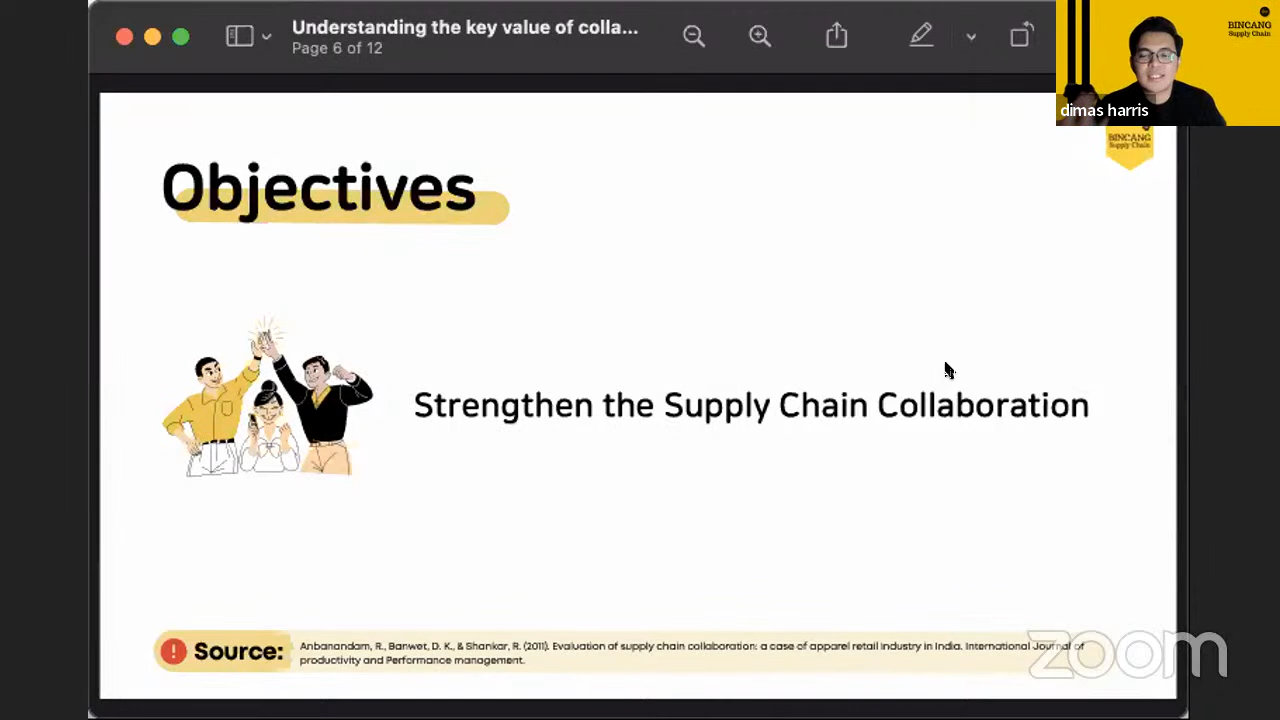 Understanding the key value of colla...
Page 6 of 12
BINCANG
Supply Chain
dimas harris
BINCANG
Supply Chain
Objectives
Strengthen the Supply Chain Collaboration
! Source:
Anbanandam, R., Banwet, D. K., & Shankar, R. (2011). Evaluation of supply chain collaboration: a case of apparel retail industry in India. International Journal of
productivity and Performance management.
zoom